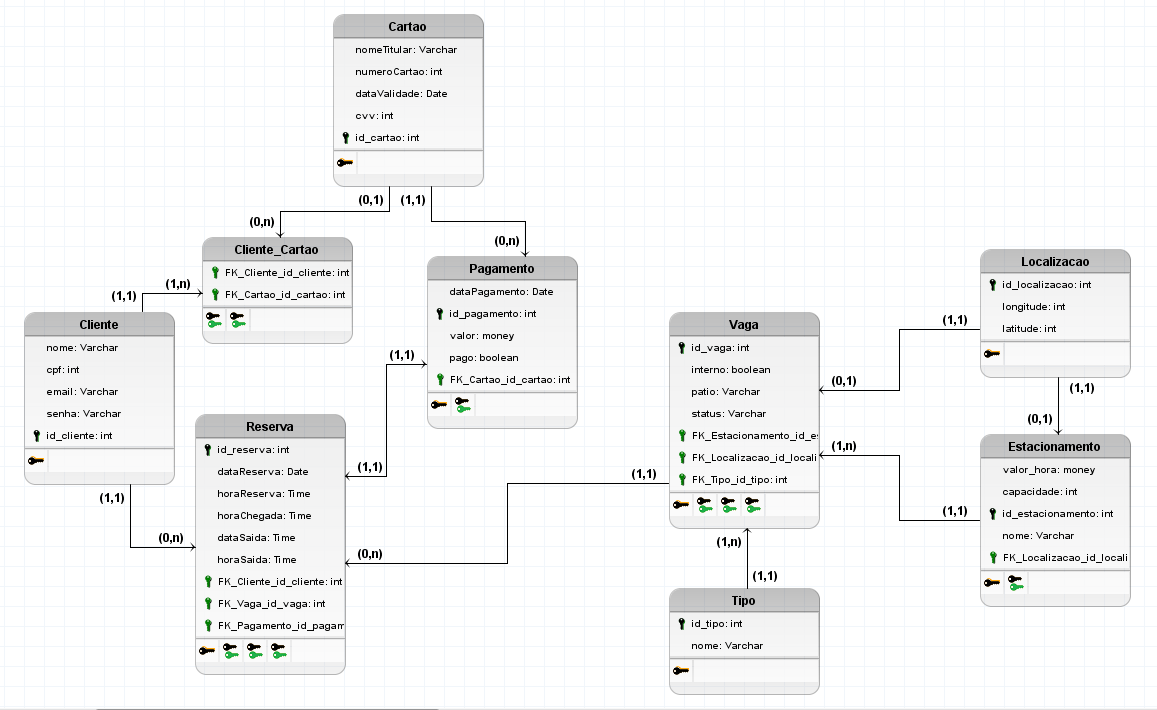 Cartao
nomeTitular: Varchar
numeroCartao: int
dataValidade: Date
cvv: int
id_cartao: int
(0,1)
(1,1)
(0,n)
(0,n)
Cliente_Cartao
FK_Cliente_id_cliente: int
FK_Cartao_id_cartao: int
(1,n)
(1,1)
Pagamento
dataPagamento: Date
id_pagamento: int
valor: money
pago: boolean
FK_Cartao_id_cartao: int
(1,1)
(1,1)
Cliente
nome: Varchar
cpf: int
email: Varchar
senha: Varchar
id_cliente: int
(1,1)
(0,n)
Reserva
id_reserva: int
dataReserva: Date
horaReserva: Time
horaChegada: Time
dataSaida: Time
horaSaida: Time
FK_Cliente_id_cliente: int
FK_Vaga_id_vaga: int
FK_Pagamento_id_pagam
(0,n)
(1,1)
Vaga
id_vaga: int
interno: boolean
patio: Varchar
status: Varchar
FK_Estacionamento_id_es
FK_Localizacao_id_locali
FK_Tipo_id_tipo: int
(1,n)
(1,1)
Tipo
id_tipo: int
nome: Varchar
Localizacao
id_localizacao: int
longitude: int
latitude: int
(1,1)
(0,1)
(1,1)
(0,1)
(1,n)
(1,1)
Estacionamento
valor_hora: money
capacidade: int
id_estacionamento: int
nome: Varchar
FK_Localizacao_id_locali